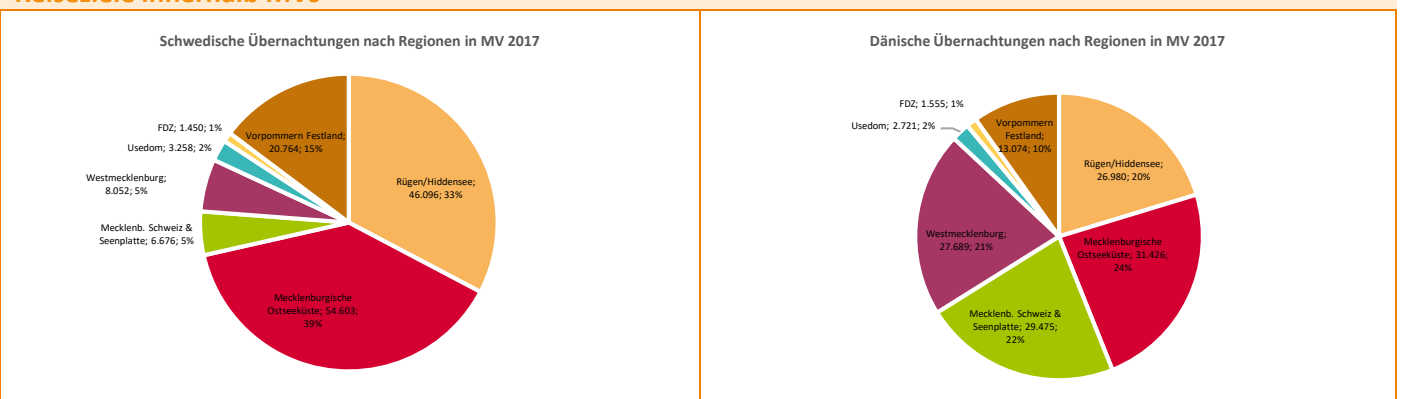 Schwedische Übernachtungen nach Regionen in MV 2017
FDZ; 1.450; 1%
Usedom; 3.258; 2%
Westmecklenburg;
8.052; 5%
Mecklenb. Schweiz &
Seenplatte; 6.676; 5%
Vorpommern Festland;
20.764; 15%
Rügen/Hiddensee;
46.096; 33%
Mecklenburgische
Ostseeküste; 54.603;
39%
Dänische Übernachtungen nach Regionen in MV 2017
FDZ; 1.555; 1%
Usedom; 2.721; 2%
Vorpommern
Festland;
13.074; 10%
Rügen/Hiddensee;
26.980; 20%
Westmecklenburg;
27.689; 21%
Mecklenburgische
Ostseeküste; 31.426;
24%
Mecklenb. Schweiz &
Seenplatte; 29.475;
22%